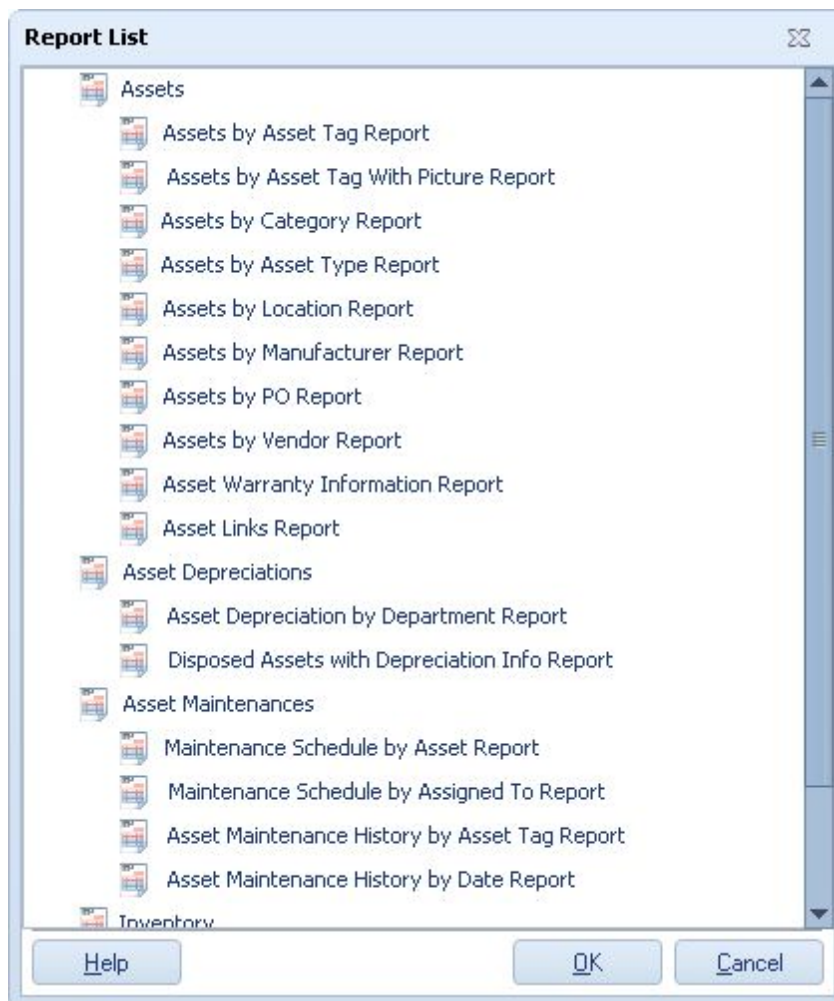 Report List
Assets
Assets by Asset Tag Report
Assets by Asset Tag With Picture Report
Assets by Category Report
Assets by Asset Type Report
Assets by Location Report
Assets by Manufacturer Report
Assets by PO Report
Assets by Vendor Report
Asset Warranty Information Report
Asset Links Report
Asset Depreciations
Asset Depreciation by Department Report
Disposed Assets with Depreciation Info Report
Asset Maintenances
Maintenance Schedule by Asset Report
Maintenance Schedule by Assigned To Report
Asset Maintenance History by Asset Tag Report
Asset Maintenance History by Date Report
Inventory
Help OK Cancel